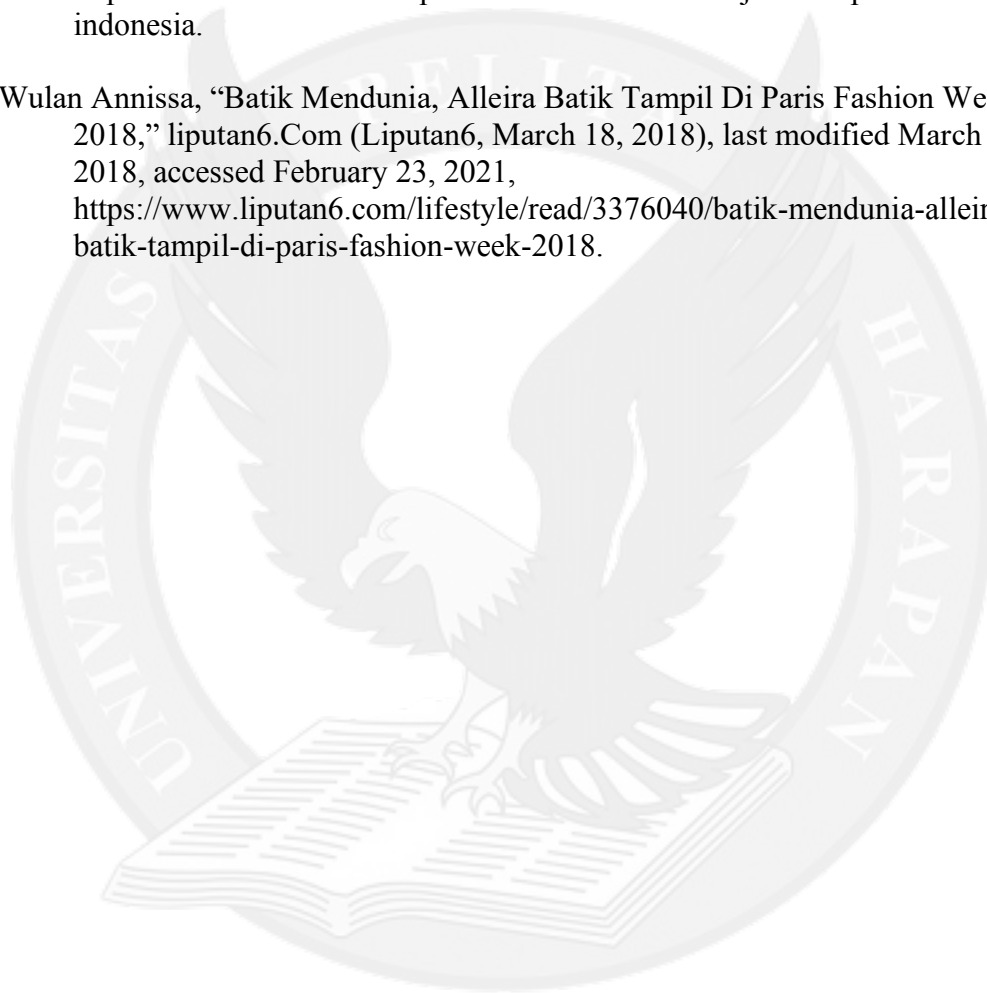 indonesia.
Wulan Annissa, “Batik Mendunia, Alleira Batik Tampil Di Paris Fashion We
2018,” liputan6.Com (Liputan6, March 18, 2018), last modified March
2018, accessed February 23, 2021,
https://www.liputan6.com/lifestyle/read/3376040/batik-mendunia-allei
batik-tampil-di-paris-fashion-week-2018.
UNIVERSITAS PELITA HARAPAN